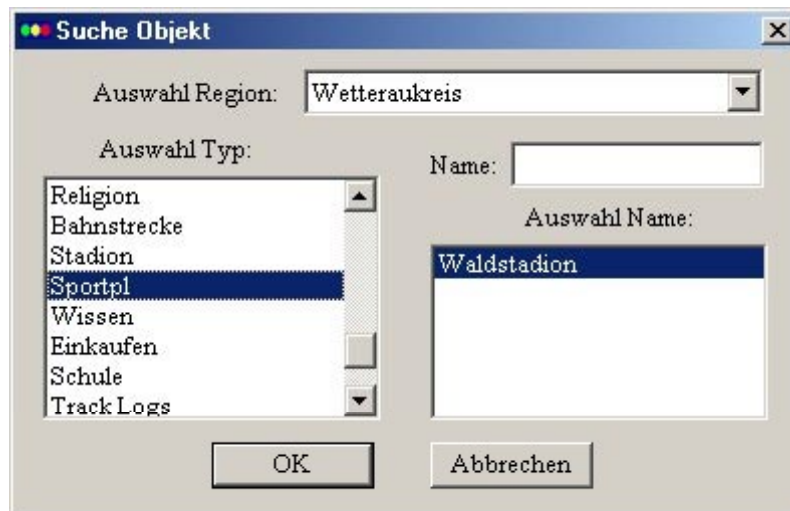 Suche Objekt
Auswahl Region:
Wetteraukreis
Auswahl Typ:
Religion
Bahnstrecke
Stadion
Sportpl
Wissen
Einkaufen
Schule
Track Logs
Name:
Auswahl Name:
Waldstadion
OK
Abbrechen